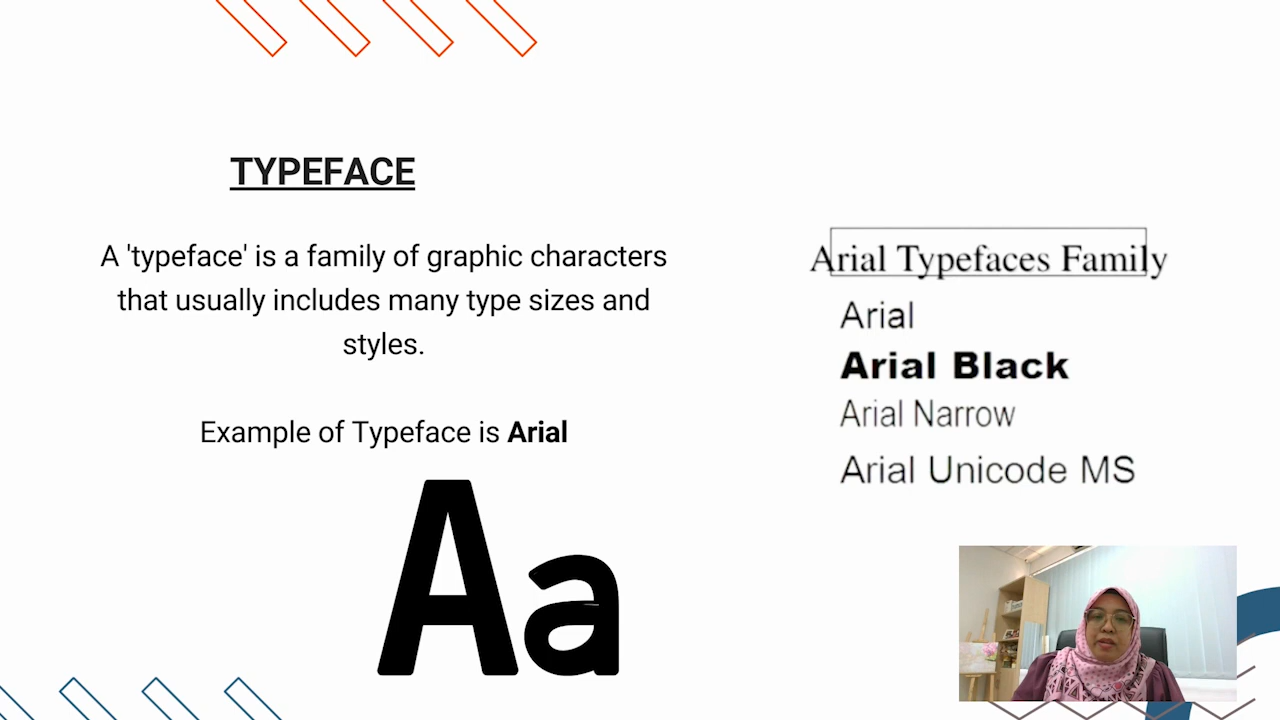 TYPEFACE
A 'typeface' is a family of graphic characters
that usually includes many type sizes and
styles.
Example of Typeface is Arial
Aa
Arial Typefaces Family
Arial
Arial Black
Arial Narrow
Arial Unicode MS